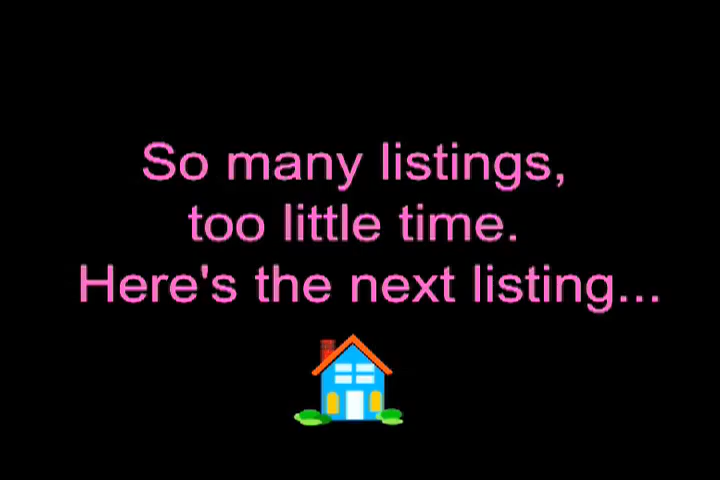 So many listings,
too little time.
Here's the next listing...